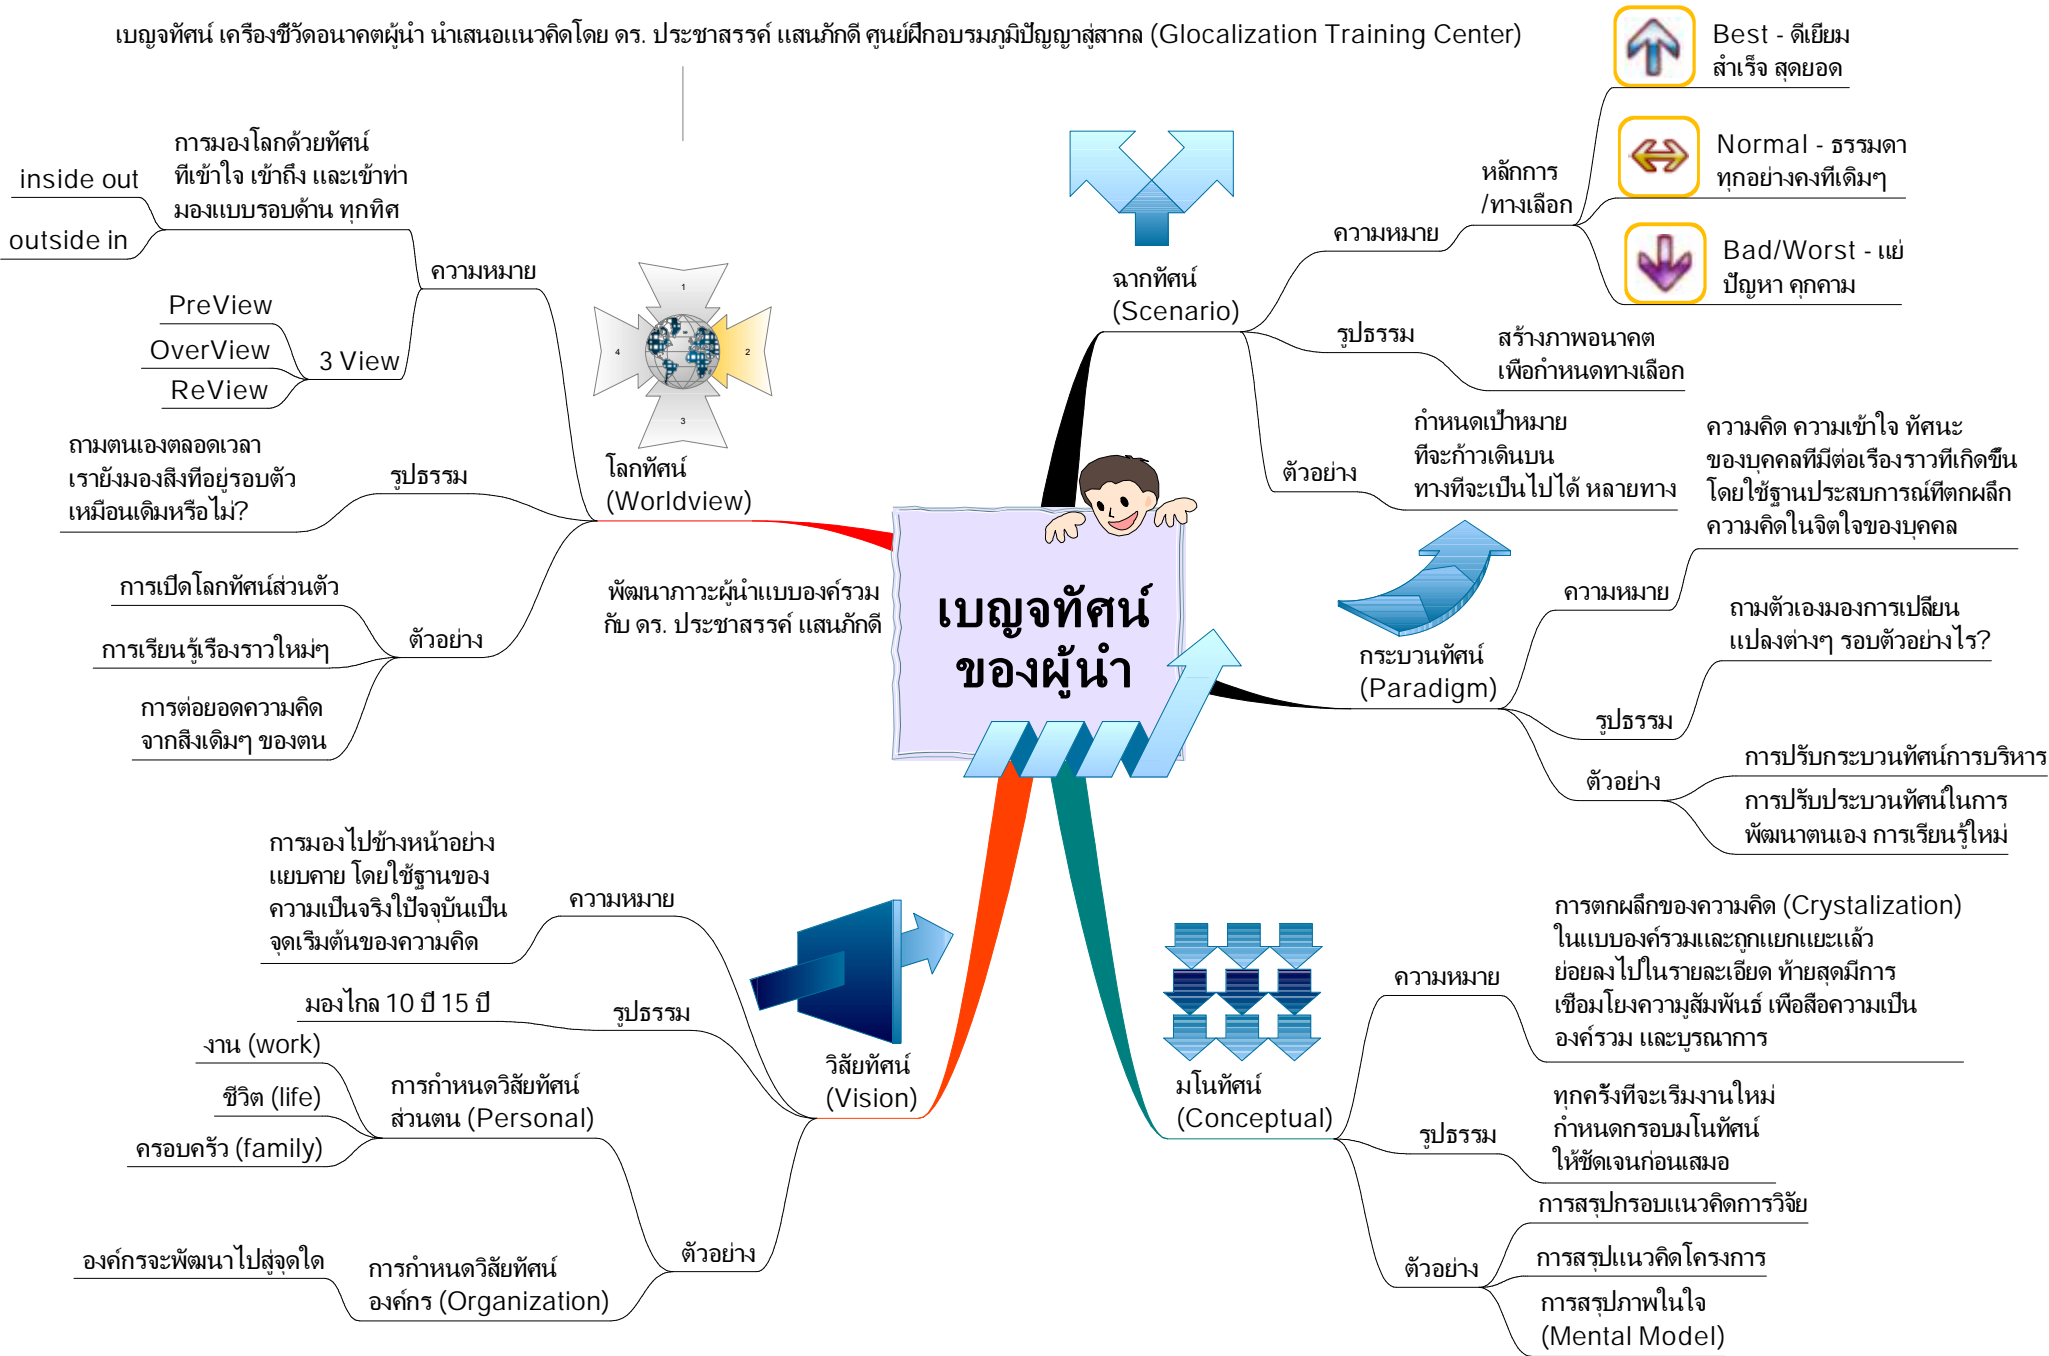 เบญจทัศน์ เครืองชีวัดอนาคตผู้นำ นำเสนอแนวคิดโดย ดร. ประชาสรรค์ แสนภักดี ศูนย์ฝึกอบรมภูมิปัญญาสู่สากล (Glocalization Training Center)
เบญจทัศน์
ของผู้นำ
พัฒนาภาวะผู้นำแบบองค์รวม
กับ ดร. ประชาสรรค์ แสนภักดี
ฉากทัศน์
(Scenario)
ความหมาย
หลักการ
/ทางเลือก
Best - ดีเยียม
สำเร็จ สุดยอด
Normal - ธรรมดา
ทุกอย่างคงทีเดิมๆ
Bad/Worst - แย่
ปัญหา คุกคาม
รูปธรรม
สร้างภาพอนาคต
เพือกำหนดทางเลือก
ตัวอย่าง
กำหนดเป้าหมาย
ทีจะก้าวเดินบน
ทางทีจะเป็นไปได้ หลายทาง
กระบวนทัศน์
(Paradigm)
ความหมาย
ความคิด ความเข้าใจ ทัศนะ
ของบุคคลทีมีต่อเรืองราวทีเกิดขึน
โดยใช้ฐานประสบการณ์ทีตกผลึก
ความคิดในจิตใจของบุคคล
รูปธรรม
ถามตัวเองมองการเปลียน
แปลงต่างๆ รอบตัวอย่างไร?
ตัวอย่าง
การปรับกระบวนทัศน์การบริหาร
การปรับประบวนทัศน์ในการ
พัฒนาตนเอง การเรียนรู้ใหม่
มโนทัศน์
(Conceptual)
ความหมาย
การตกผลึกของความคิด (Crystalization)
ในแบบองค์รวมและถูกแยกแยะแล้ว
ย่อยลงไปในรายละเอียด ท้ายสุดมีการ
เชือมโยงความสัมพันธ์ เพือสือความเป็น
องค์รวม และบูรณาการ
รูปธรรม
ทุกครังทีจะเริมงานใหม่
กำหนดกรอบมโนทัศน์
ให้ชัดเจนก่อนเสมอ
ตัวอย่าง
การสรุปกรอบแนวคิดการวิจัย
การสรุปแนวคิดโครงการ
การสรุปภาพในใจ
(Mental Model)
วิสัยทัศน์
(Vision)
ความหมาย
การมองไปข้างหน้าอย่าง
แยบคาย โดยใช้ฐานของ
ความเป็นจริงใปัจจุบันเป็น
จุดเริมต้นของความคิด
รูปธรรม
มองไกล 10 ปี 15 ปี
ตัวอย่าง
การกำหนดวิสัยทัศน์
ส่วนตน (Personal)
งาน (work)
ชีวิต (life)
ครอบครัว (family)
การกำหนดวิสัยทัศน์
องค์กร (Organization)
องค์กรจะพัฒนาไปสู่จุดใด
โลกทัศน์
(Worldview)
1
2
3
4
ความหมาย
การมองโลกด้วยทัศน์
ทีเข้าใจ เข้าถึง และเข้าท่า
มองแบบรอบด้าน ทุกทิศ
inside out
outside in
3 View
PreView
OverView
ReView
รูปธรรม
ถามตนเองตลอดเวลา
เรายังมองสิงทีอยู่รอบตัว
เหมือนเดิมหรือไม่?
ตัวอย่าง
การเปิดโลกทัศน์ส่วนตัว
การเรียนรู้เรืองราวใหม่ๆ
การต่อยอดความคิด
จากสิงเดิมๆ ของตน